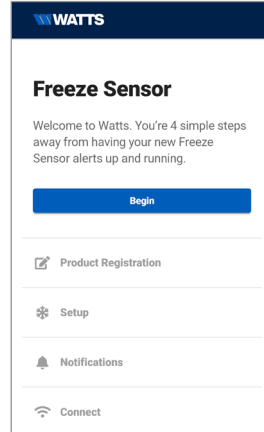 WATTS
Freeze Sensor
Welcome to Watts. You're 4 simple steps
away from having your new Freeze
Sensor alerts up and running.
Begin
Product Registration
Setup
Notifications
Connect